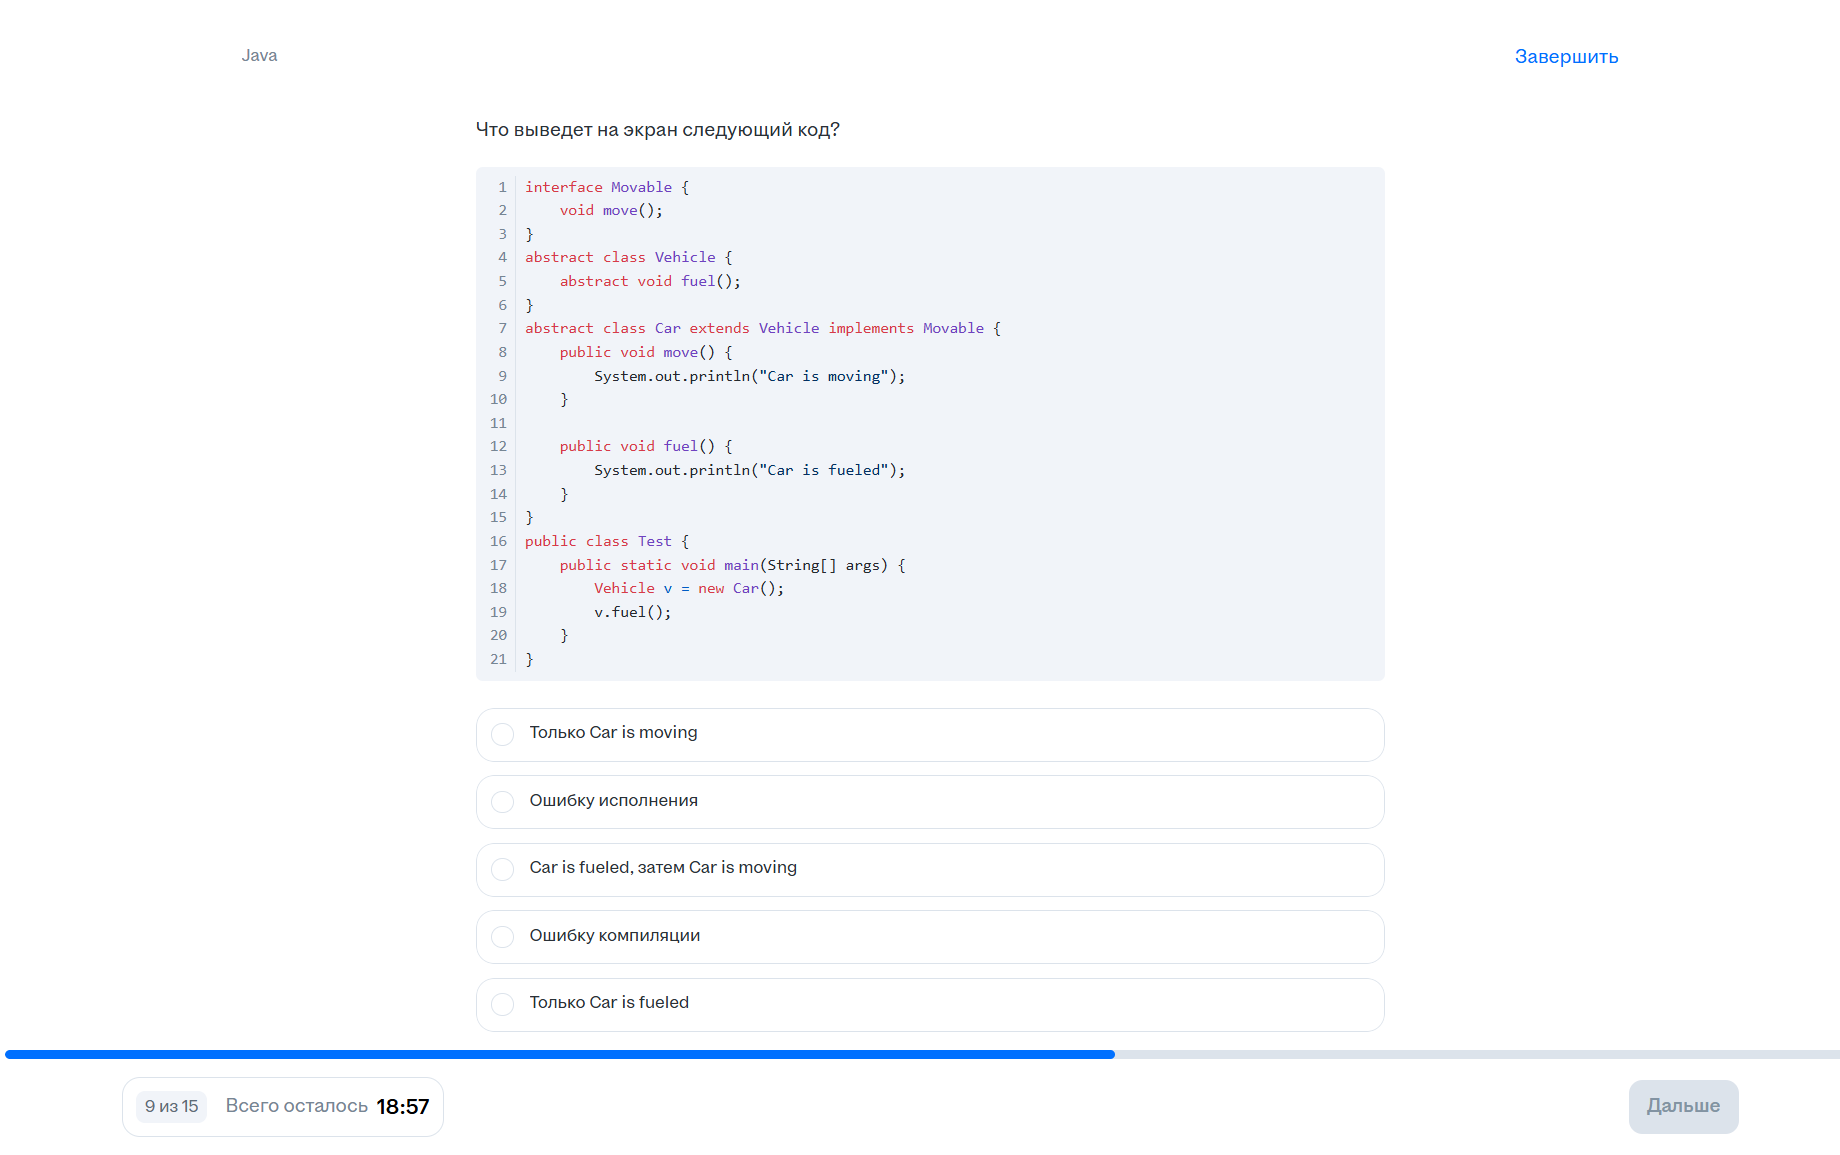 Java
Завершить
Что выведет на экран следующий код?
1 interface Movable {
2     void move();
3 }
4 abstract class Vehicle {
5     abstract void fuel();
6 }
7 abstract class Car extends Vehicle implements Movable {
8     public void move() {
9         System.out.println("Car is moving");
10     }
11
12     public void fuel() {
13         System.out.println("Car is fueled");
14     }
15 }
16 public class Test {
17     public static void main(String[] args) {
18         Vehicle v = new Car();
19         v.fuel();
20     }
21 }
Только Car is moving
Ошибку исполнения
Car is fueled, затем Car is moving
Ошибку компиляции
Только Car is fueled
9 из 15 Всего осталось 18:57
Дальше